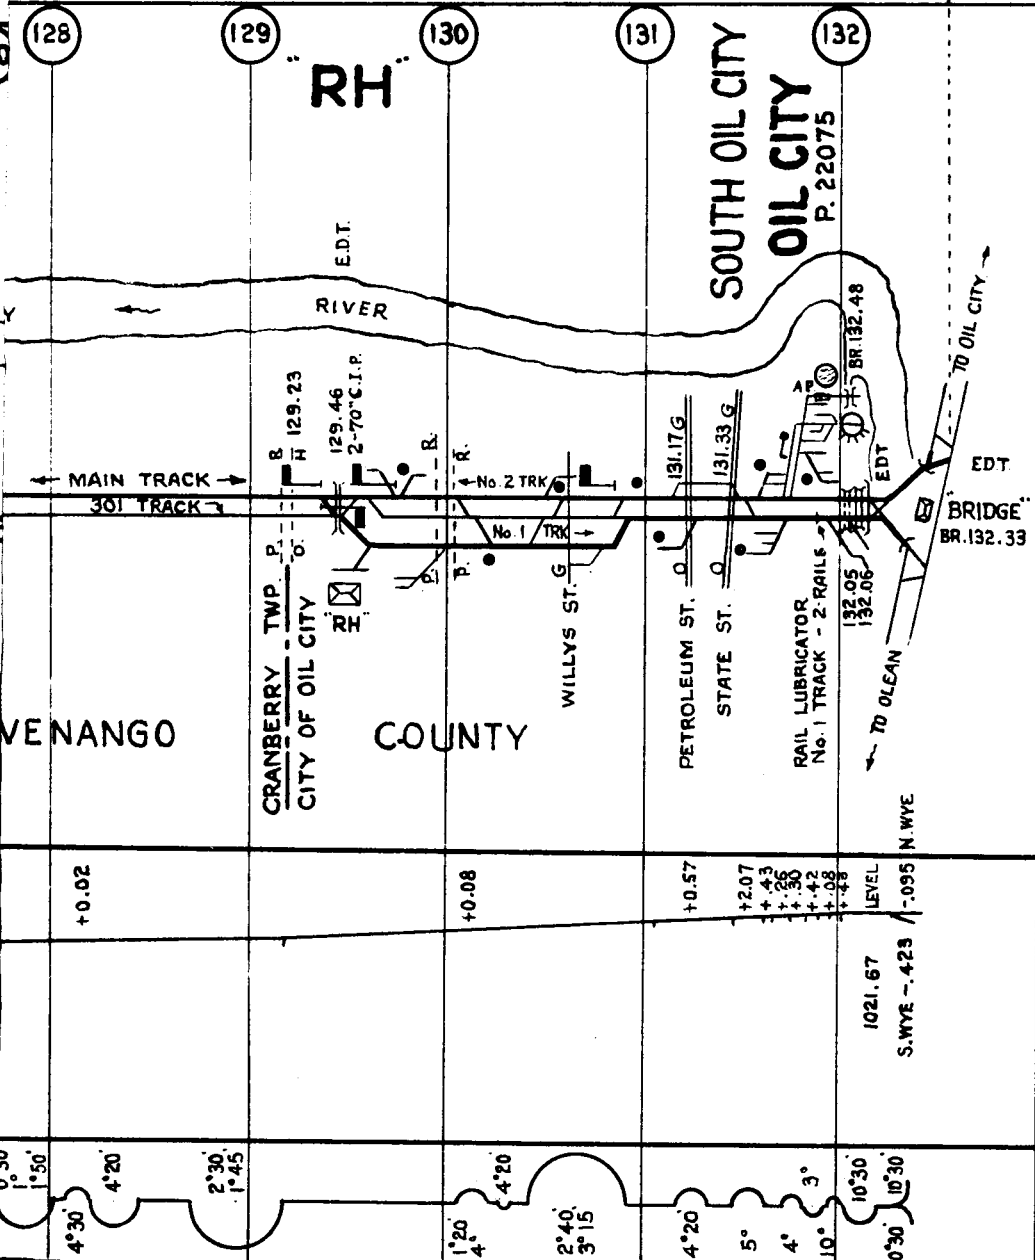 128
129
130
131
132
"RH"
SOUTH OIL CITY
OIL CITY
P. 22075
E.D.T.
Y
RIVER
BR.132.48
TO OIL CITY
129.23
129.46
2-70" C.I.P.
B
H
R.
R.
131.17 G
131.33 G
AP
EDT
EDT.
MAIN TRACK
301 TRACK
No. 2 TRK
No. 1 TRK
"BRIDGE"
BR.132.33
P.
O.
P.
P.
G
O
O
"RH"
WILLYS ST.
PETROLEUM ST.
STATE ST.
RAIL LUBRICATOR
No. 1 TRACK - 2-RAILS
132.05
132.06
TO OLEAN
CRANBERRY TWP.
CITY OF OIL CITY
VENANGO COUNTY
+0.02
+0.08
+0.57
+2.07
+.43
+.26
+.30
+.42
+.08
+.48
LEVEL
-.095 N.WYE
1021.67
S.WYE -.423
1°
1°50'
4°20'
2°30'
1°45'
4°20'
3°
10°30'
10°30'
4°30'
1°20'
4°
2°40'
3°15'
4°20'
5°
4°
10°
0°30'